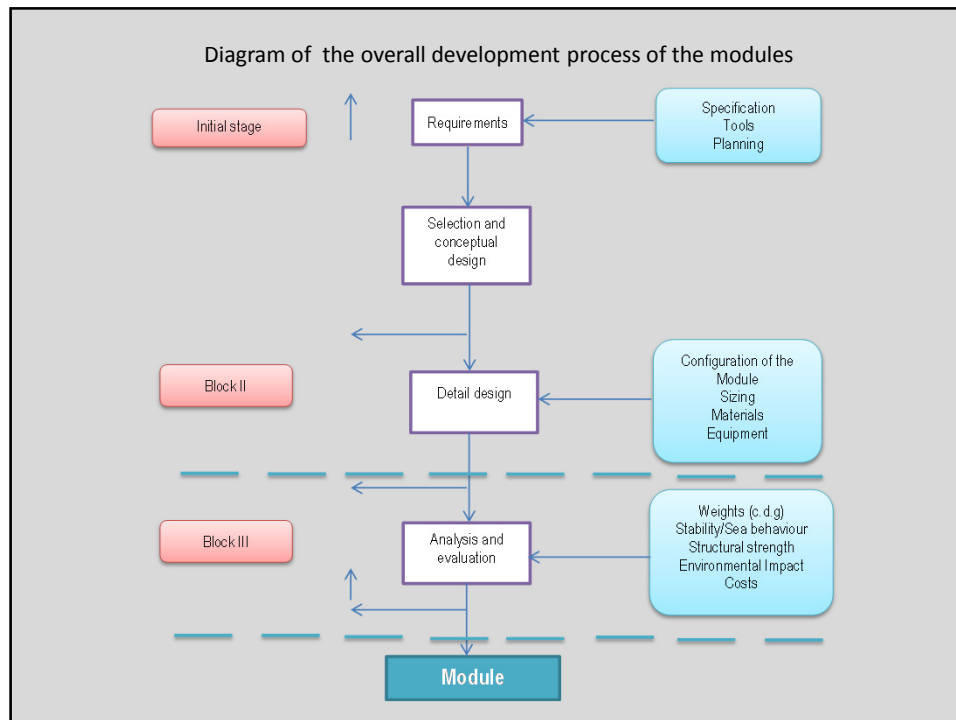 Diagram of the overall development process of the modules
Initial stage
Requirements
Specification
Tools
Planning
Selection and
conceptual
design
Block II
Detail design
Configuration of the
Module
Sizing
Materials
Equipment
Block III
Analysis and
evaluation
Weights (c.d.g)
Stability/Sea behaviour
Structural strength
Environmental Impact
Costs
Module